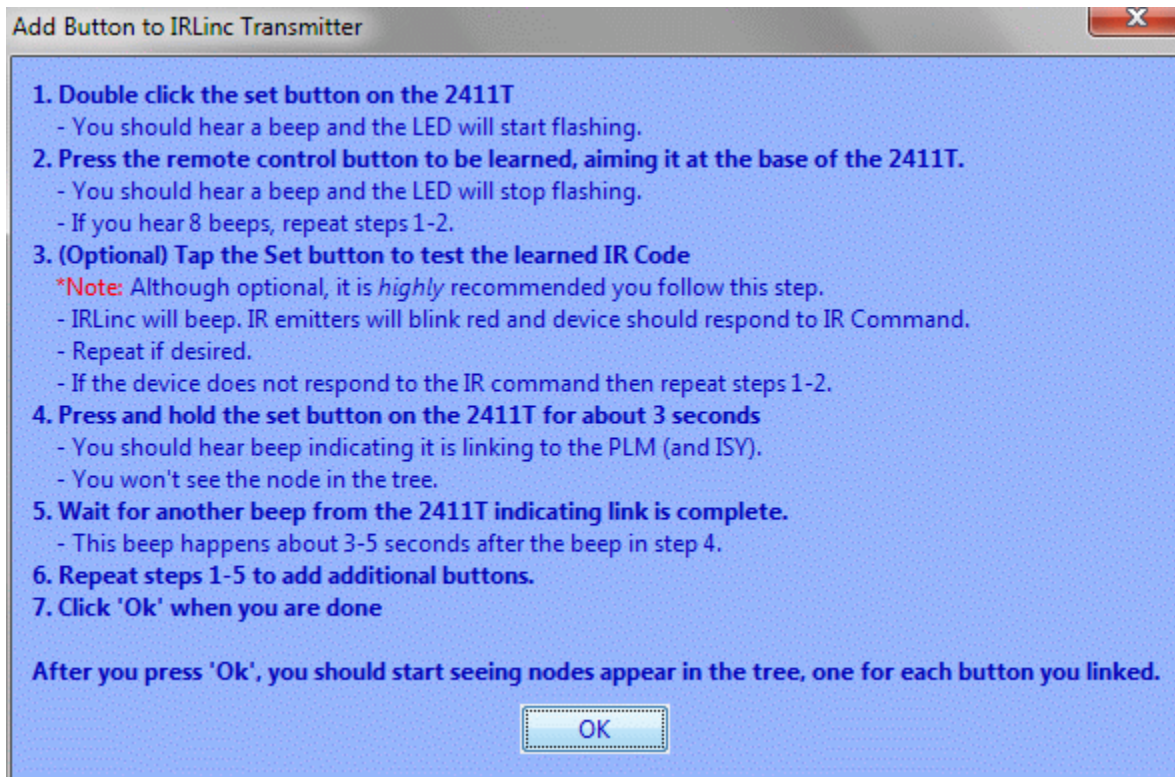 Add Button to IRLinc Transmitter
X
1. Double click the set button on the 2411T
- You should hear a beep and the LED will start flashing.
2. Press the remote control button to be learned, aiming it at the base of the 2411T.
- You should hear a beep and the LED will stop flashing.
- If you hear 8 beeps, repeat steps 1-2.
3. (Optional) Tap the Set button to test the learned IR Code
*Note: Although optional, it is highly recommended you follow this step.
- IRLinc will beep. IR emitters will blink red and device should respond to IR Command.
- Repeat if desired.
- If the device does not respond to the IR command then repeat steps 1-2.
4. Press and hold the set button on the 2411T for about 3 seconds
- You should hear beep indicating it is linking to the PLM (and ISY).
- You won't see the node in the tree.
5. Wait for another beep from the 2411T indicating link is complete.
- This beep happens about 3-5 seconds after the beep in step 4.
6. Repeat steps 1-5 to add additional buttons.
7. Click 'Ok' when you are done
After you press 'Ok', you should start seeing nodes appear in the tree, one for each button you linked.
OK